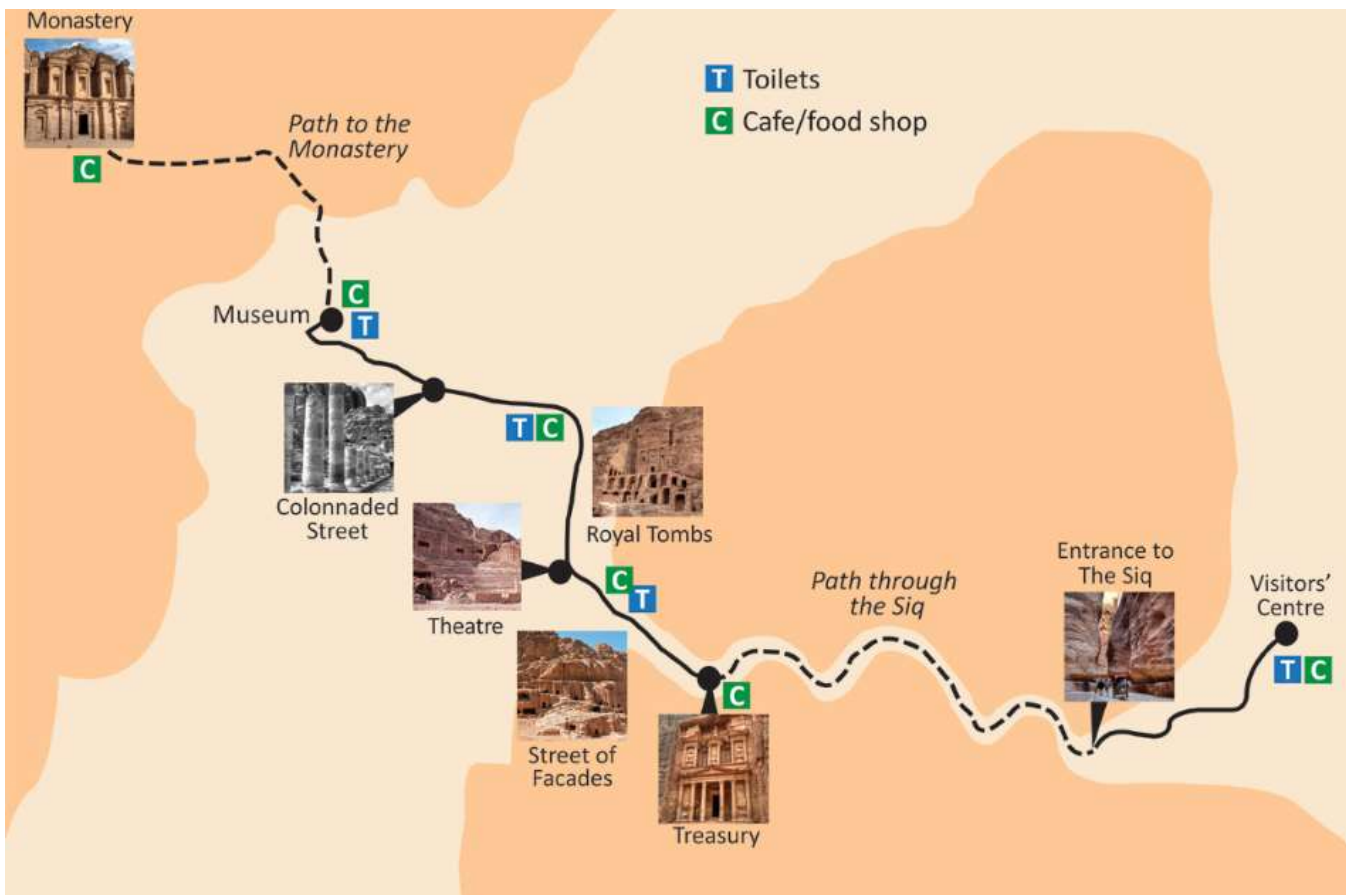 Monastery
C
Path to the
Monastery
T Toilets
C Cafe/food shop
C
Museum
T
T C
Colonnaded
Street
Royal Tombs
Theatre
C
T
Path through
the Siq
Entrance to
The Siq
Visitors’
Centre
T C
Street of
Facades
C
Treasury